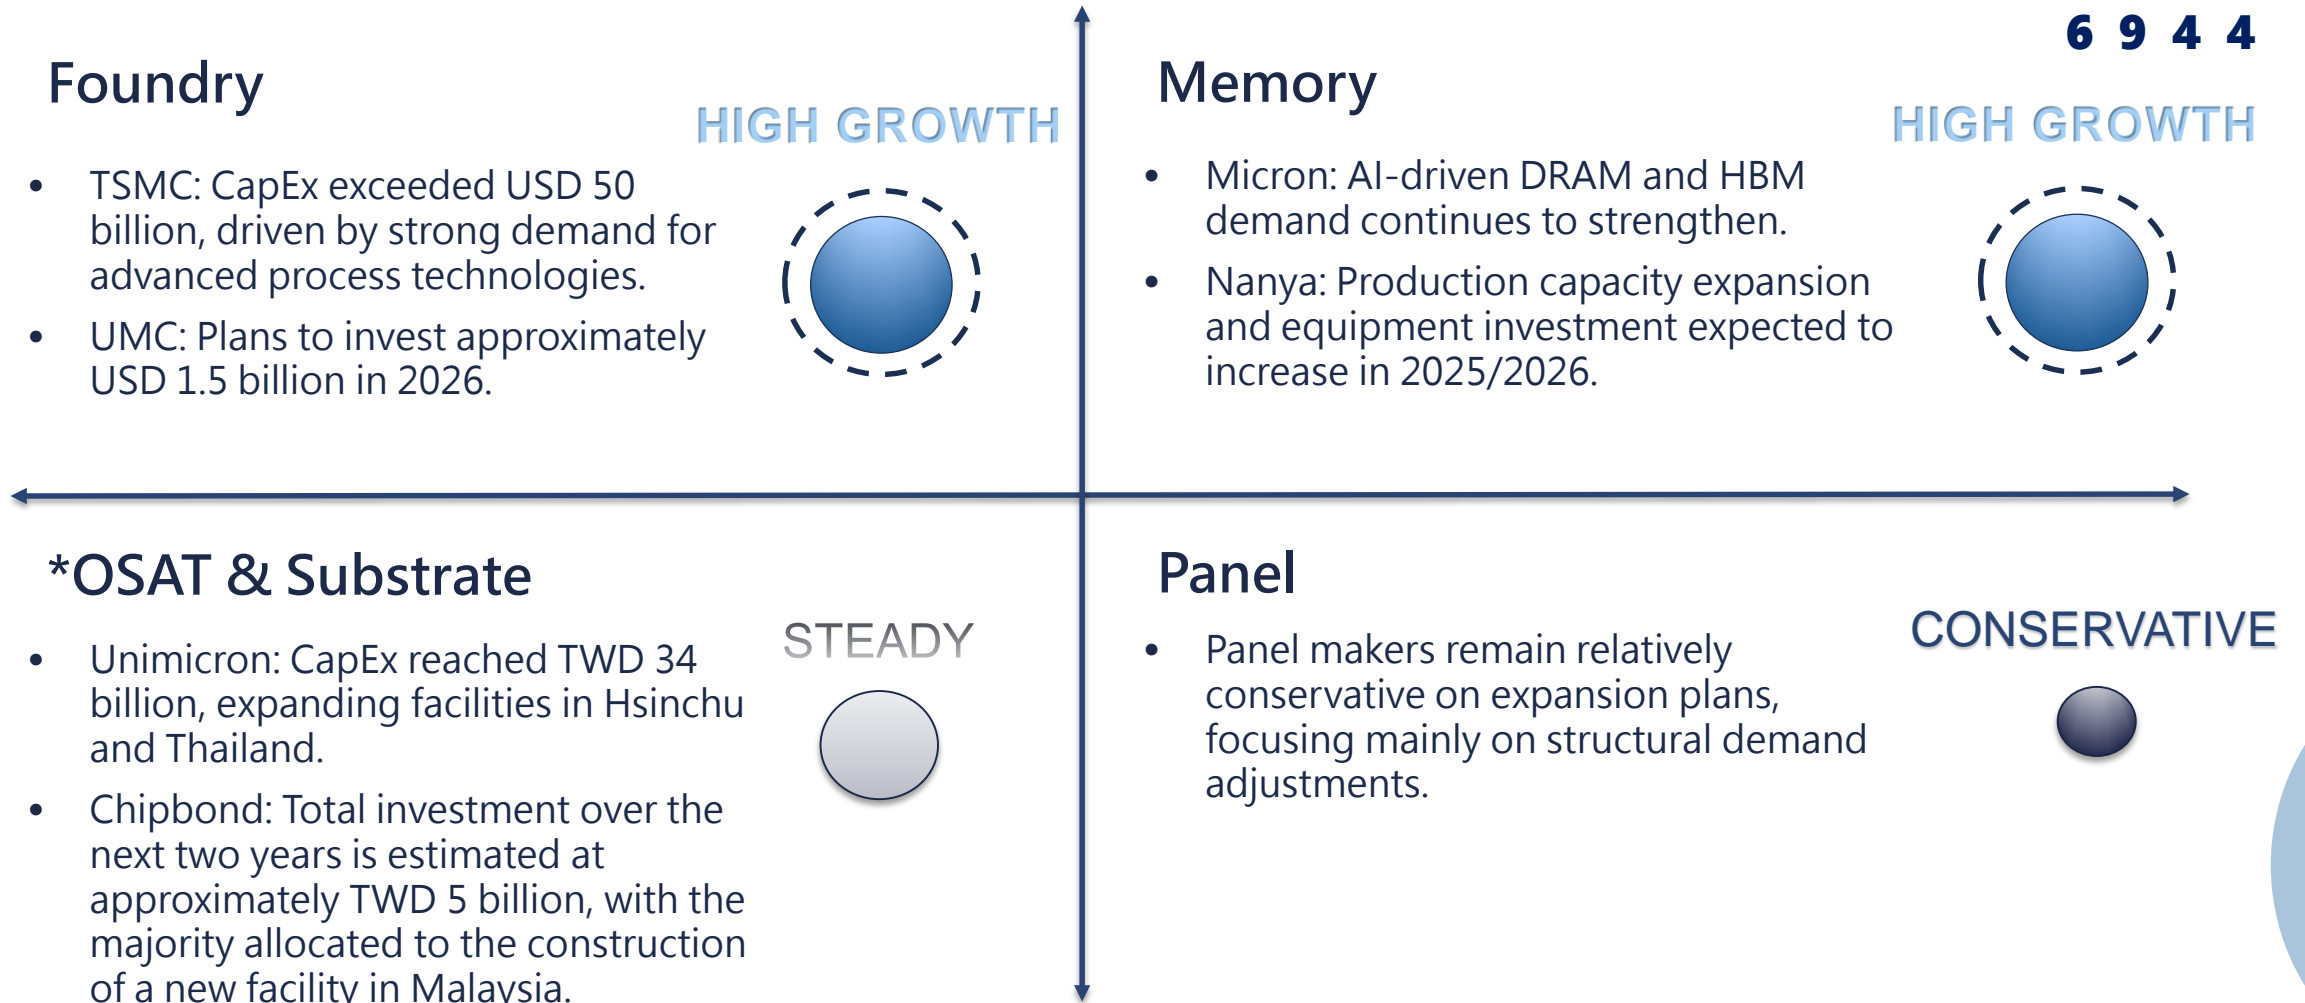 6 9 4 4
Foundry
HIGH GROWTH
• TSMC: CapEx exceeded USD 50
billion, driven by strong demand for
advanced process technologies.
• UMC: Plans to invest approximately
USD 1.5 billion in 2026.
Memory
HIGH GROWTH
• Micron: AI-driven DRAM and HBM
demand continues to strengthen.
• Nanya: Production capacity expansion
and equipment investment expected to
increase in 2025/2026.
*OSAT & Substrate
STEADY
• Unimicron: CapEx reached TWD 34
billion, expanding facilities in Hsinchu
and Thailand.
• Chipbond: Total investment over the
next two years is estimated at
approximately TWD 5 billion, with the
majority allocated to the construction
of a new facility in Malaysia.
Panel
CONSERVATIVE
• Panel makers remain relatively
conservative on expansion plans,
focusing mainly on structural demand
adjustments.